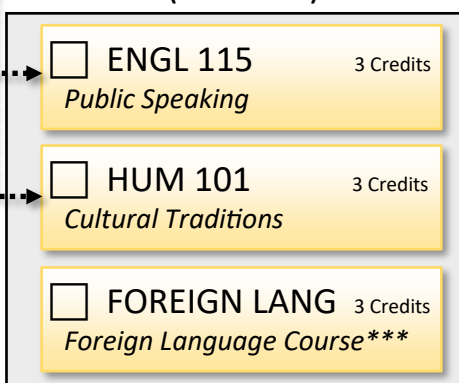 ENGL 115 3 Credits
Public Speaking
HUM 101 3 Credits
Cultural Traditions
FOREIGN LANG 3 Credits
Foreign Language Course***